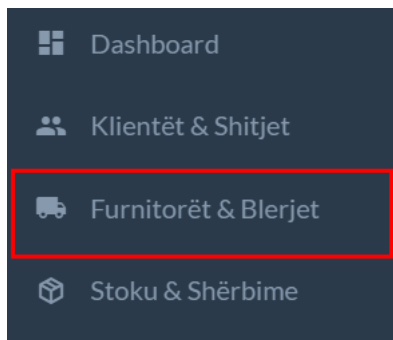 Dashboard
Klientët & Shitjet
Furnitorët & Blerjet
Stoku & Shërbime